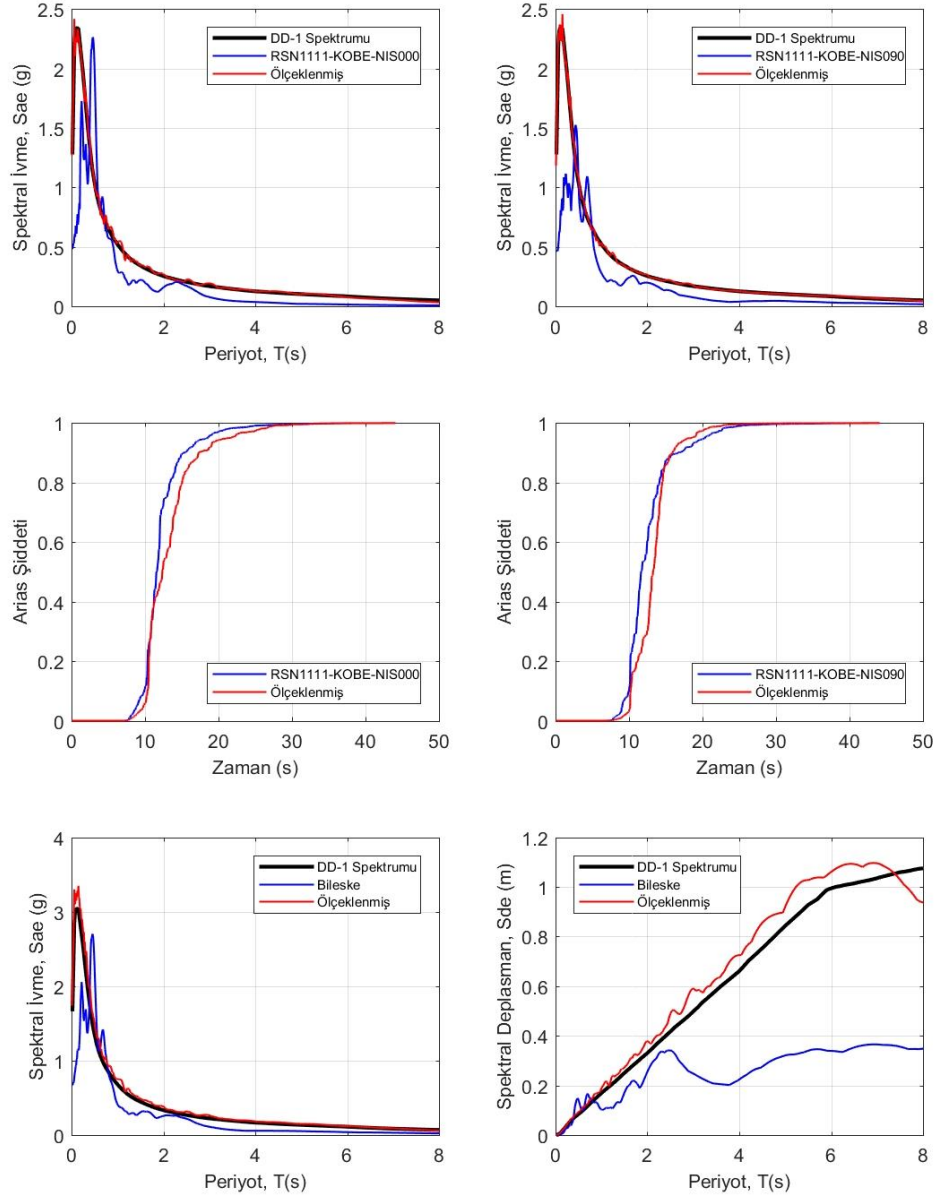 Spektral İvme, Sae (g)
2.5
2
1.5
1
0.5
0
DD-1 Spektrumu
RSN1111-KOBE-NIS000
Ölçeklenmiş
0 2 4 6 8
Periyot, T(s)
Spektral İvme, Sae (g)
2.5
2
1.5
1
0.5
0
DD-1 Spektrumu
RSN1111-KOBE-NIS090
Ölçeklenmiş
0 2 4 6 8
Periyot, T(s)
Arias Şiddeti
1
0.8
0.6
0.4
0.2
0
RSN1111-KOBE-NIS000
Ölçeklenmiş
0 10 20 30 30 50
Zaman (s)
Arias Şiddeti
1
0.8
0.6
0.4
0.2
0
RSN1111-KOBE-NIS090
Ölçeklenmiş
0 10 20 30 30 50
Zaman (s)
Spektral İvme, Sae (g)
4
3
2
1
0
DD-1 Spektrumu
Bileske
Ölçeklenmiş
0 2 4 6 8
Periyot, T(s)
Spektral Deplasman, Sde (m)
1.2
1
0.8
0.6
0.4
0.2
0
DD-1 Spektrumu
Bileske
Ölçeklenmiş
0 2 4 6 8
Periyot, T(s)